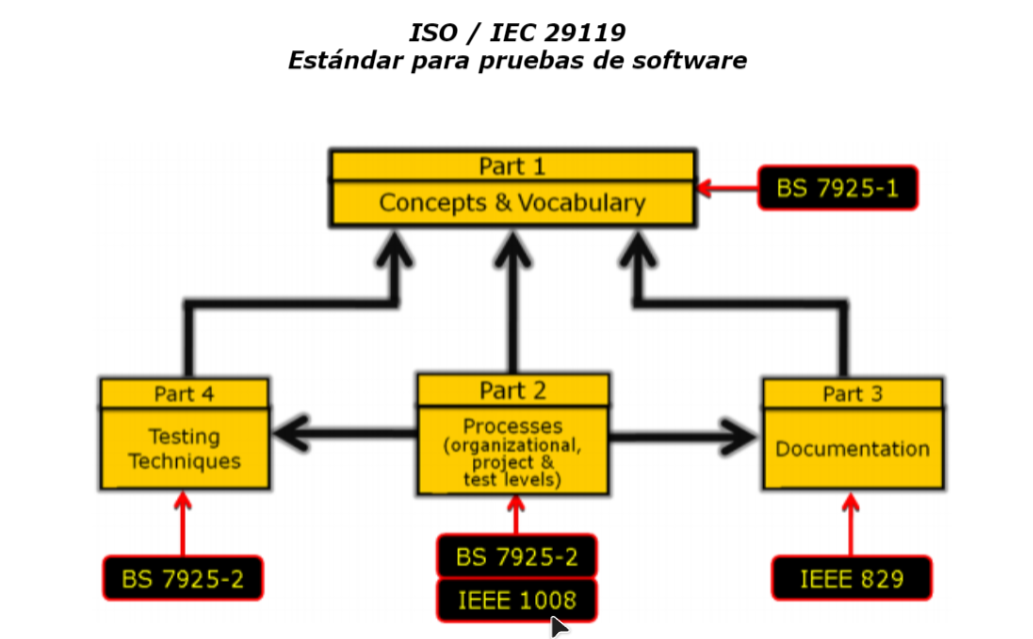 ISO / IEC 29119
Estándar para pruebas de software
Part 1
Concepts & Vocabulary
BS 7925-1
Part 4
Testing
Techniques
Part 2
Processes
(organizational,
project &
test levels)
Part 3
Documentation
BS 7925-2
BS 7925-2
IEEE 1008
IEEE 829